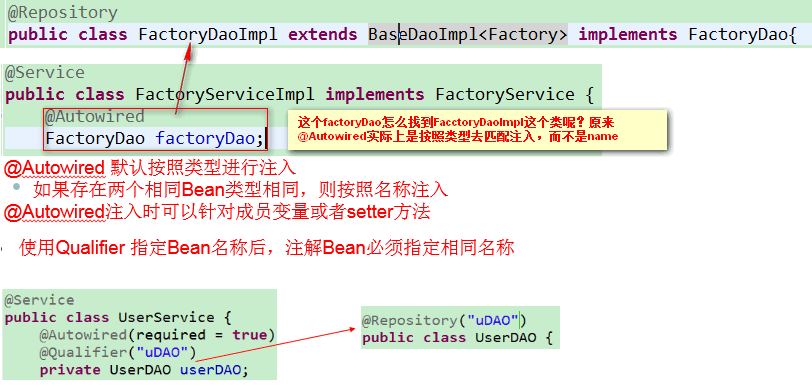 @Repository
public class FactoryDaoImpl extends BaseDaoImpl<Factory> implements FactoryDao{
@Service
public class FactoryServiceImpl implements FactoryService {
@Autowired
FactoryDao factoryDao;
这个factoryDao怎么找到FacctoryDaoImpl这个类呢？原来
@Autowired实际上是按照类型去匹配注入，而不是name
@Autowired 默认按照类型进行注入
• 如果存在两个相同Bean类型相同，则按照名称注入
@Autowired注入时可以针对成员变量或者setter方法
• 使用Qualifier 指定Bean名称后，注解Bean必须指定相同名称
@Service
public class UserService {
@Autowired(required = true)
@Qualifier("uDAO")
private UserDAO userDAO;
@Repository("uDAO")
public class UserDAO {